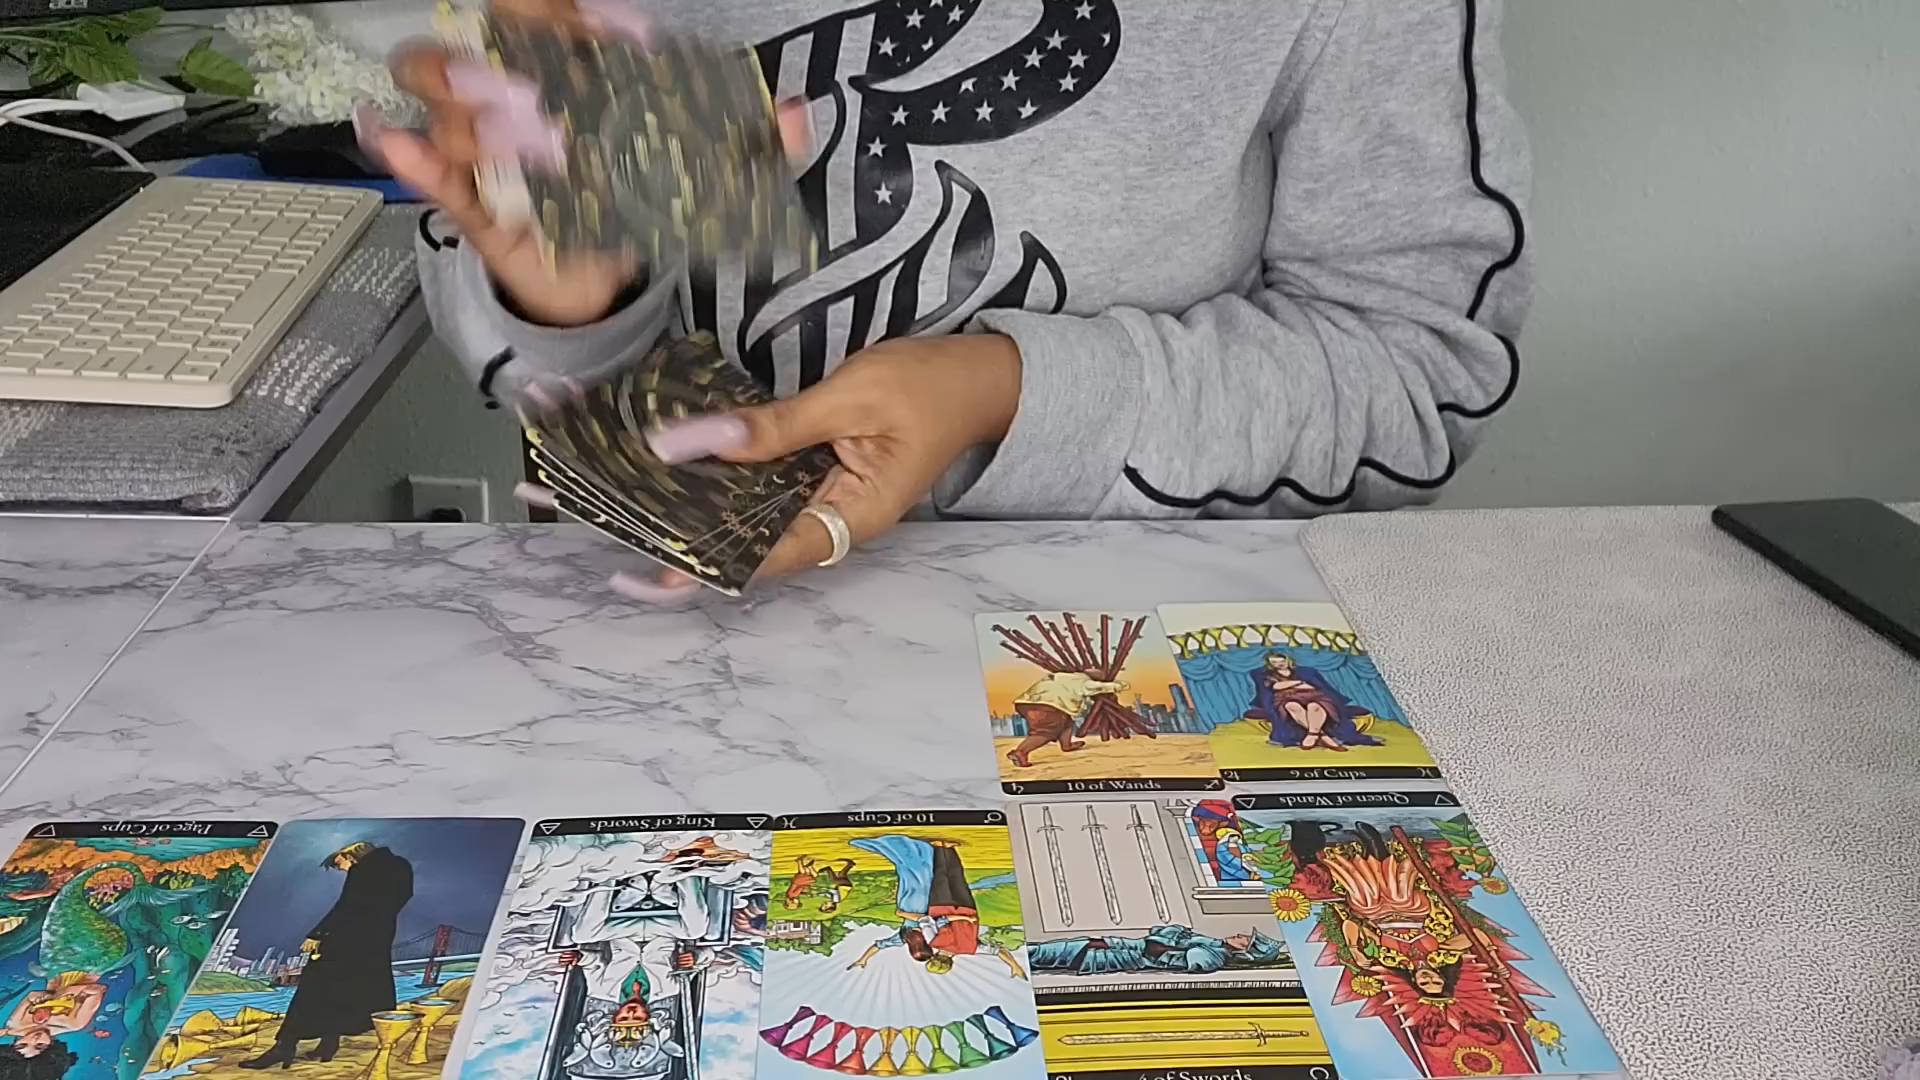 acer
10 of Wands
9 of Cups
Page of Cups
King of Swords
10 of Cups
Queen of Wands
of Swords